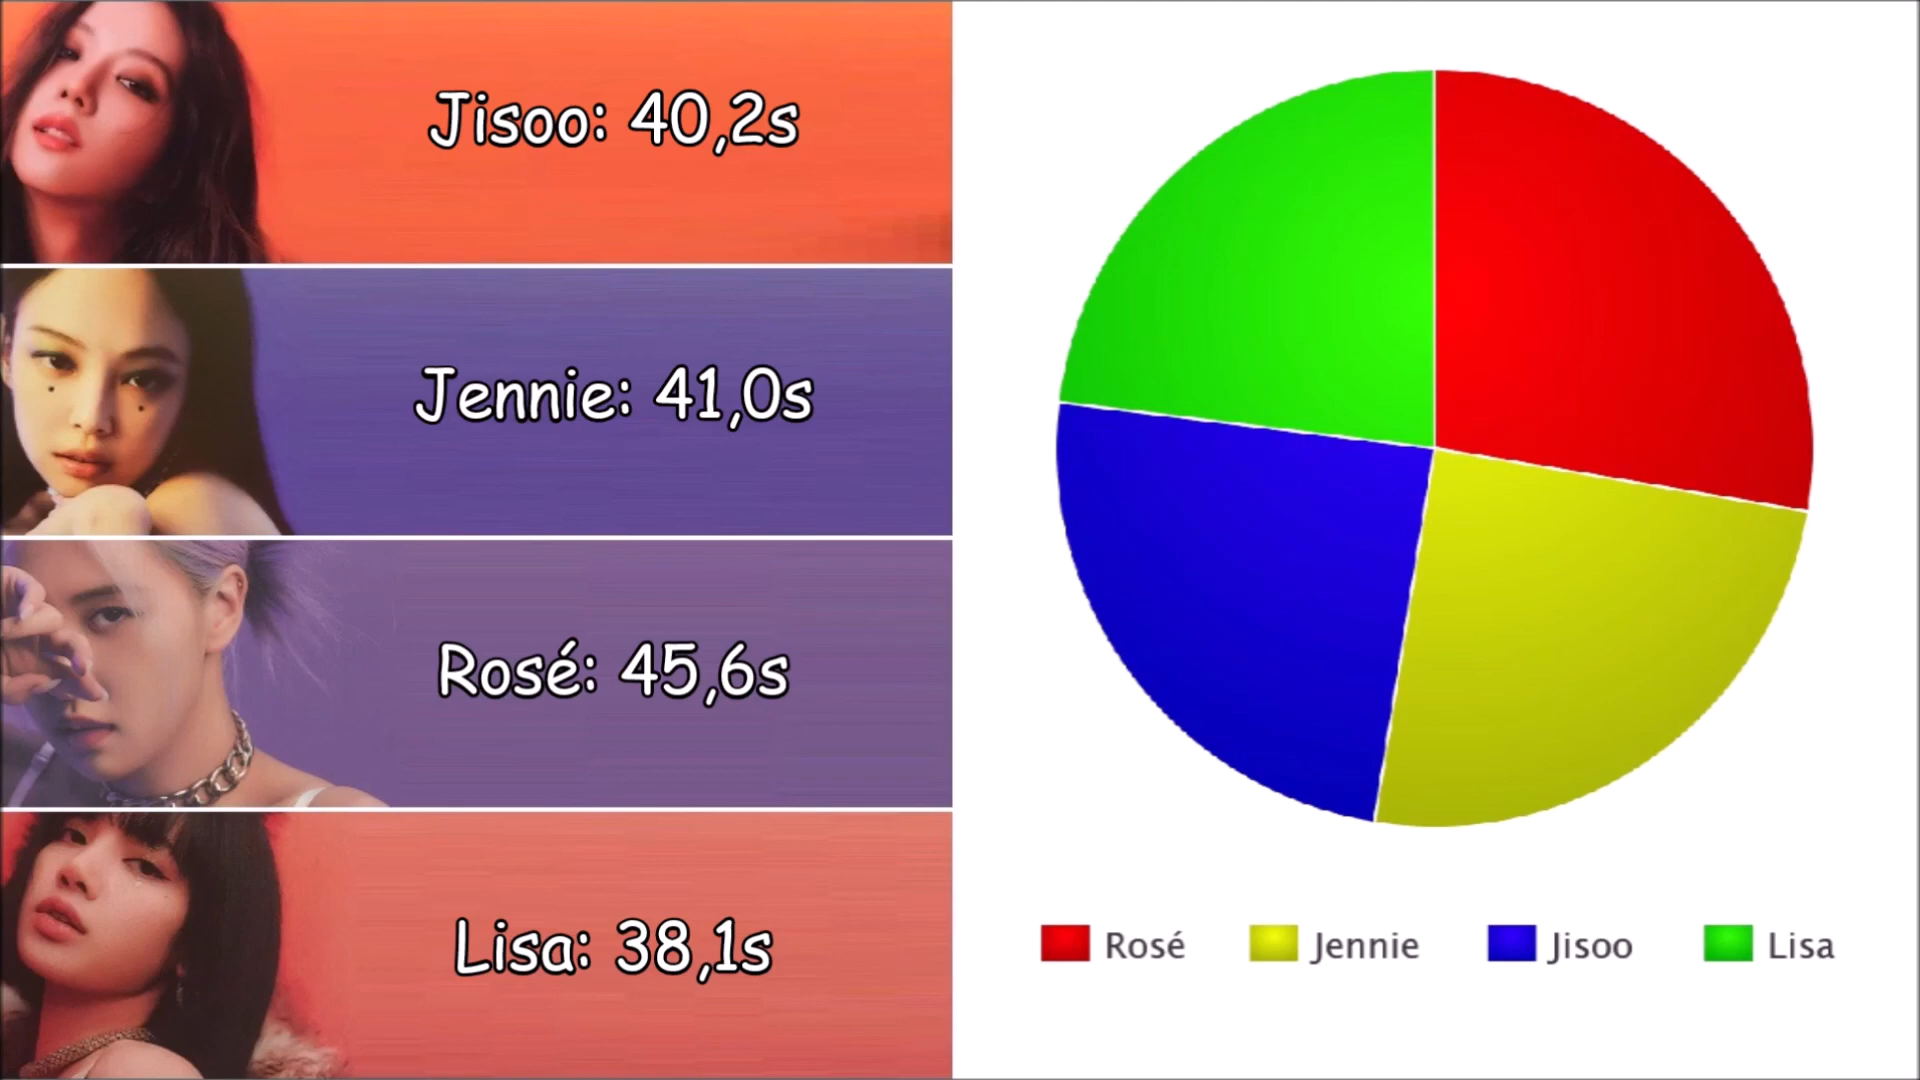 Jisoo: 40,2s
Jennie: 41,0s
Rosé: 45,6s
Lisa: 38,1s
Rosé
Jennie
Jisoo
Lisa